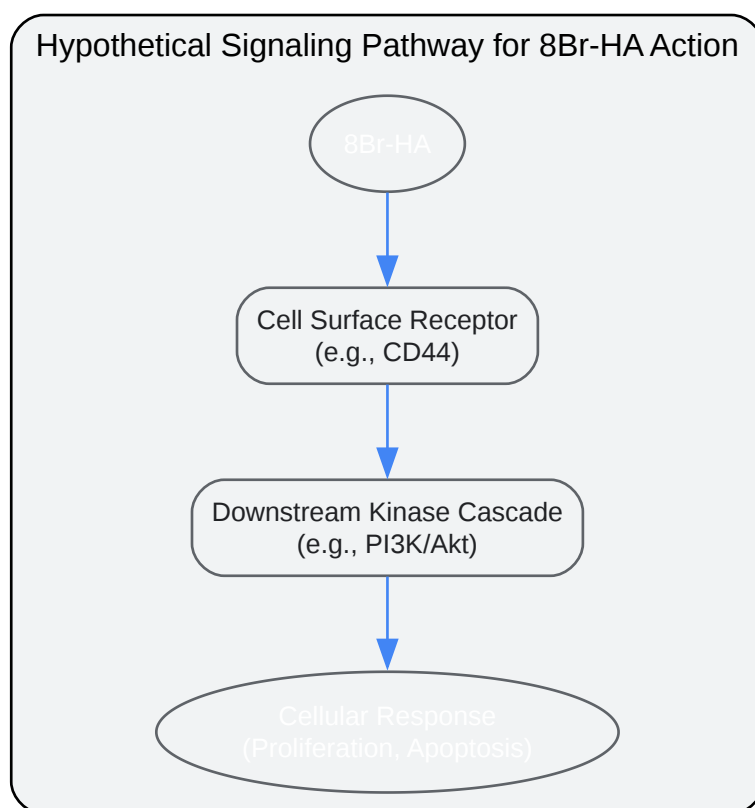 Hypothetical Signaling Pathway for 8Br-HA Action
8Br-HA
Cell Surface Receptor
(e.g., CD44)
Downstream Kinase Cascade
(e.g., PI3K/Akt)
Cellular Response
(Proliferation, Apoptosis)